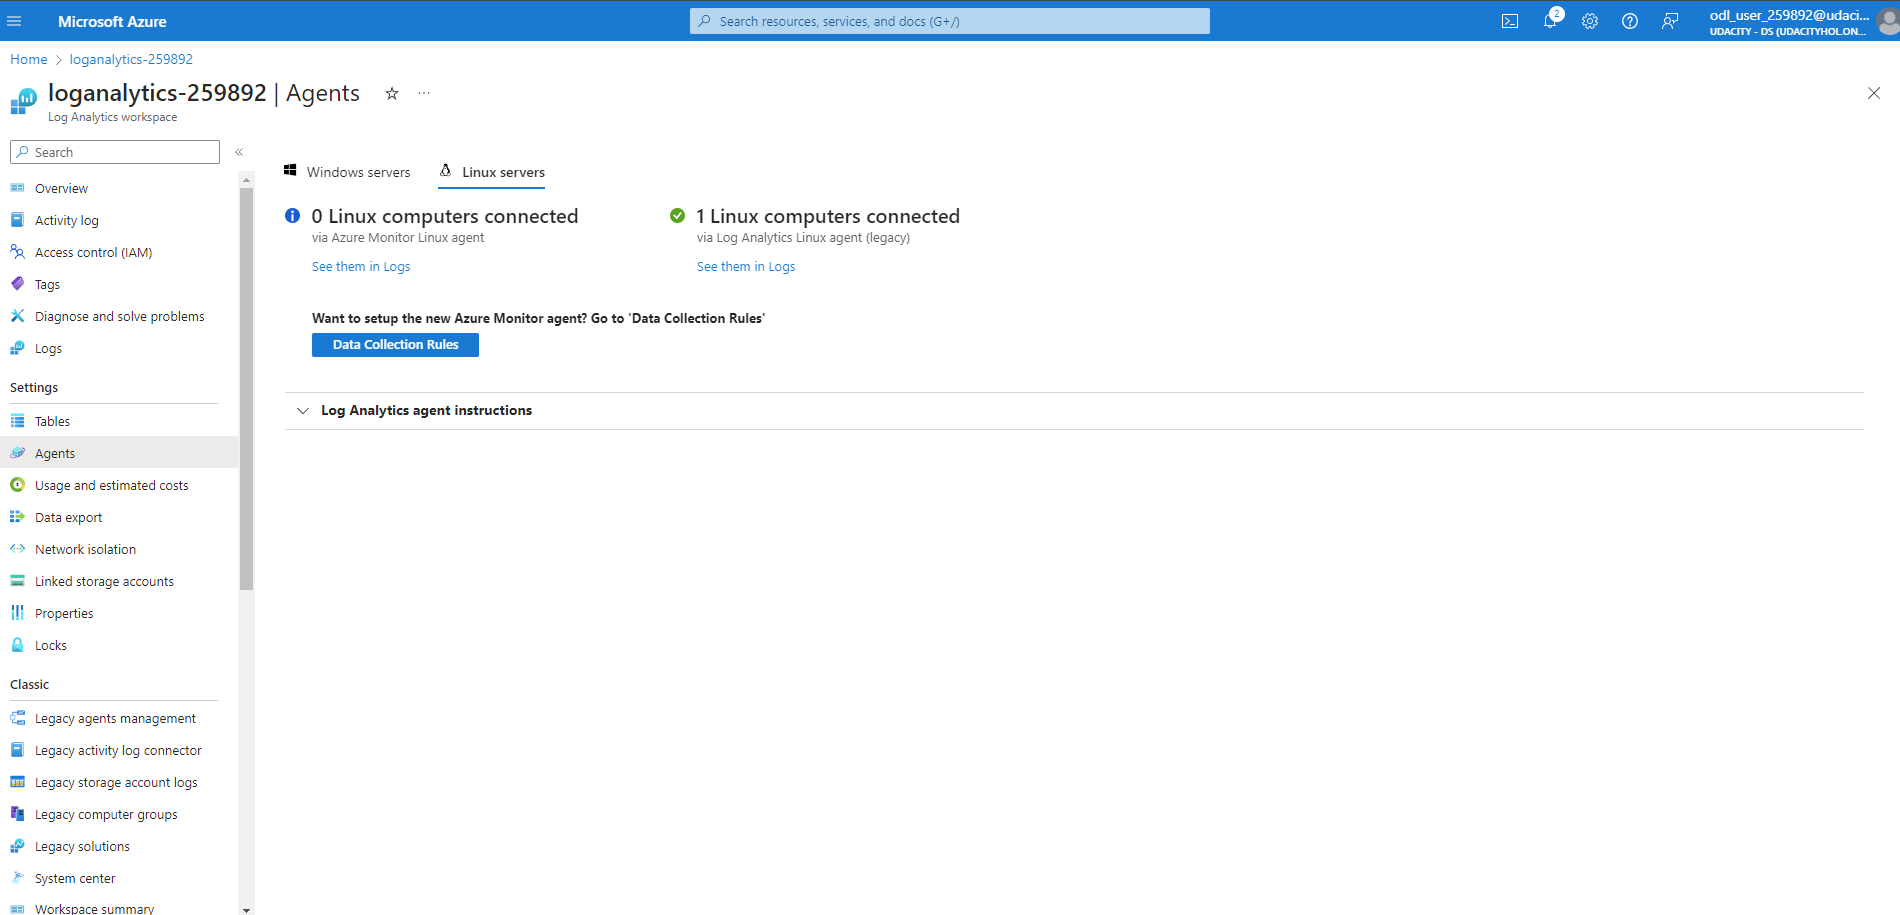 Microsoft Azure
Search resources, services, and docs (G+/)
2
odl_user_259892@udaci...
UDACITY - DS (UDACITYHOL.ON...
Home
loganalytics-259892
loganalytics-259892 | Agents
Log Analytics workspace
Search
Overview
Activity log
Access control (IAM)
Tags
Diagnose and solve problems
Logs
Settings
Tables
Agents
Usage and estimated costs
Data export
Network isolation
Linked storage accounts
Properties
Locks
Classic
Legacy agents management
Legacy activity log connector
Legacy storage account logs
Legacy computer groups
Legacy solutions
System center
Workspace summary
Windows servers
Linux servers
0 Linux computers connected
via Azure Monitor Linux agent
See them in Logs
1 Linux computers connected
via Log Analytics Linux agent (legacy)
See them in Logs
Want to setup the new Azure Monitor agent? Go to 'Data Collection Rules'
Data Collection Rules
Log Analytics agent instructions